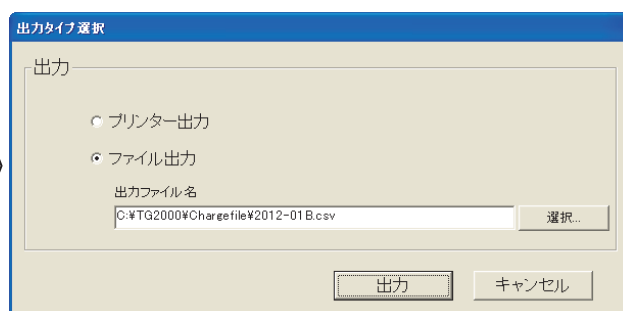 出力タイプ選択
出力
プリンター出力
ファイル出力
出力ファイル名
C:¥TG2000¥Chargefile¥2012-01B.csv
選択...
出力
キャンセル